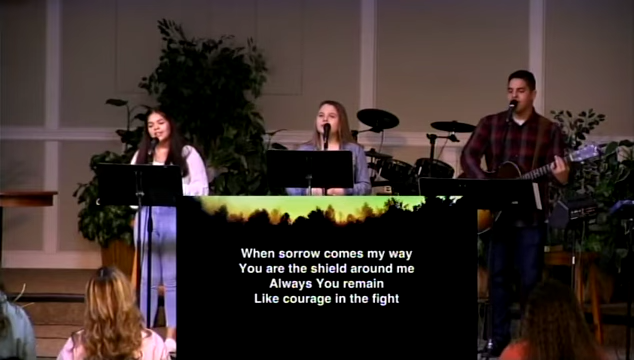 When sorrow comes my way
You are the shield around me
Always You remain
Like courage in the fight